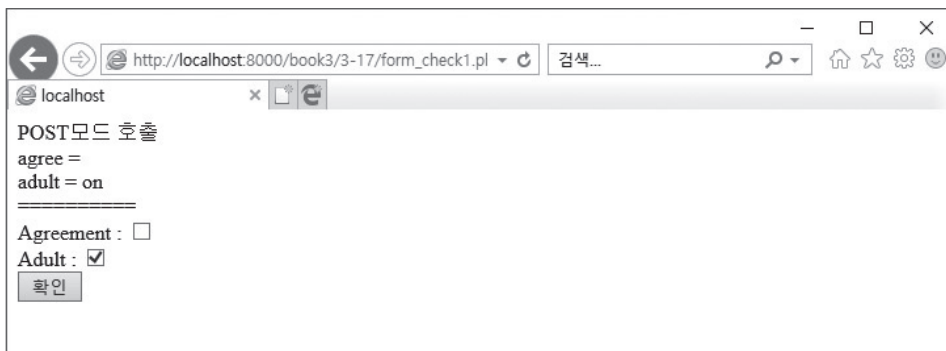 http://localhost:8000/book3/3-17/form_check1.pl
검색...
localhost
POST모드 호출
agree =
adult = on
==========
Agreement :
Adult :
확인